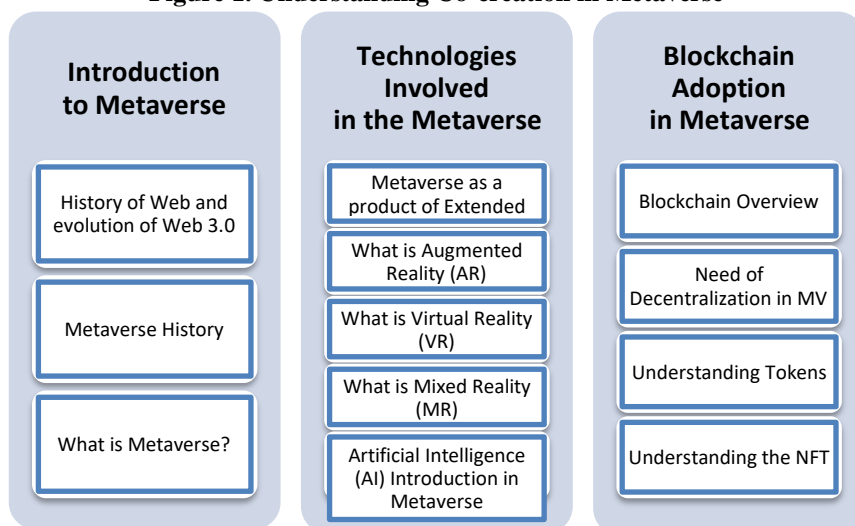 Introduction
to Metaverse
History of Web and
evolution of Web 3.0
Metaverse History
What is Metaverse?
Technologies
Involved
in the Metaverse
Metaverse as a
product of Extended
What is Augmented
Reality (AR)
What is Virtual Reality
(VR)
What is Mixed Reality
(MR)
Artificial Intelligence
(AI) Introduction in
Metaverse
Blockchain
Adoption
in Metaverse
Blockchain Overview
Need of
Decentralization in MV
Understanding Tokens
Understanding the NFT